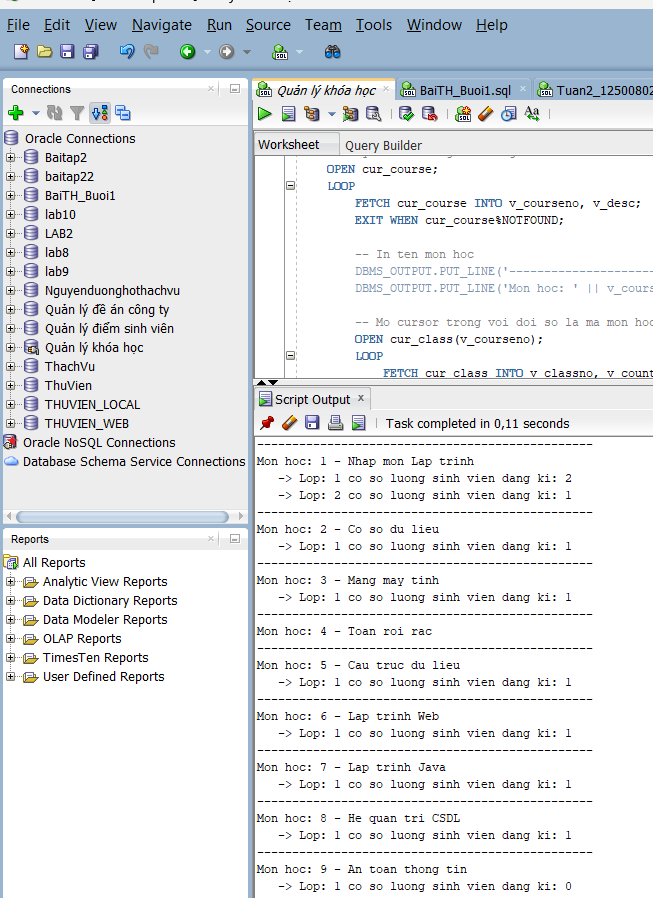 File Edit View Navigate Run Source Team Tools Window Help
Connections
Oracle Connections
Baitap2
baitap22
BaiTH_Buoi1
lab10
LAB2
lab8
lab9
Nguyenduonghothachvu
Quản lý đề án công ty
Quản lý điểm sinh viên
Quản lý khóa học
ThachVu
ThuVien
THUVIEN_LOCAL
THUVIEN_WEB
Oracle NoSQL Connections
Database Schema Service Connections
Reports
All Reports
Analytic View Reports
Data Dictionary Reports
Data Modeler Reports
OLAP Reports
TimesTen Reports
User Defined Reports
Quản lý khóa học BaiTH_Buoi1.sql Tuan2_12500802
Worksheet Query Builder
OPEN cur_course;
LOOP
FETCH cur_course INTO v_courseno, v_desc;
EXIT WHEN cur_course%NOTFOUND;
-- In ten mon hoc
DBMS_OUTPUT.PUT_LINE('-----------------------
DBMS_OUTPUT.PUT_LINE('Mon hoc: ' || v_cours
-- Mo cursor trong voi doi so la ma mon hoc
OPEN cur_class(v_courseno);
LOOP
FETCH cur_class INTO v_classno, v_count
Script Output
Task completed in 0,11 seconds
------------------------------------------------
Mon hoc: 1 - Nhap mon Lap trinh
-> Lop: 1 co so luong sinh vien dang ki: 2
-> Lop: 2 co so luong sinh vien dang ki: 1
------------------------------------------------
Mon hoc: 2 - Co so du lieu
-> Lop: 1 co so luong sinh vien dang ki: 1
------------------------------------------------
Mon hoc: 3 - Mang may tinh
-> Lop: 1 co so luong sinh vien dang ki: 1
------------------------------------------------
Mon hoc: 4 - Toan roi rac
------------------------------------------------
Mon hoc: 5 - Cau truc du lieu
-> Lop: 1 co so luong sinh vien dang ki: 1
------------------------------------------------
Mon hoc: 6 - Lap trinh Web
-> Lop: 1 co so luong sinh vien dang ki: 1
------------------------------------------------
Mon hoc: 7 - Lap trinh Java
-> Lop: 1 co so luong sinh vien dang ki: 1
------------------------------------------------
Mon hoc: 8 - He quan tri CSDL
-> Lop: 1 co so luong sinh vien dang ki: 1
------------------------------------------------
Mon hoc: 9 - An toan thong tin
-> Lop: 1 co so luong sinh vien dang ki: 0